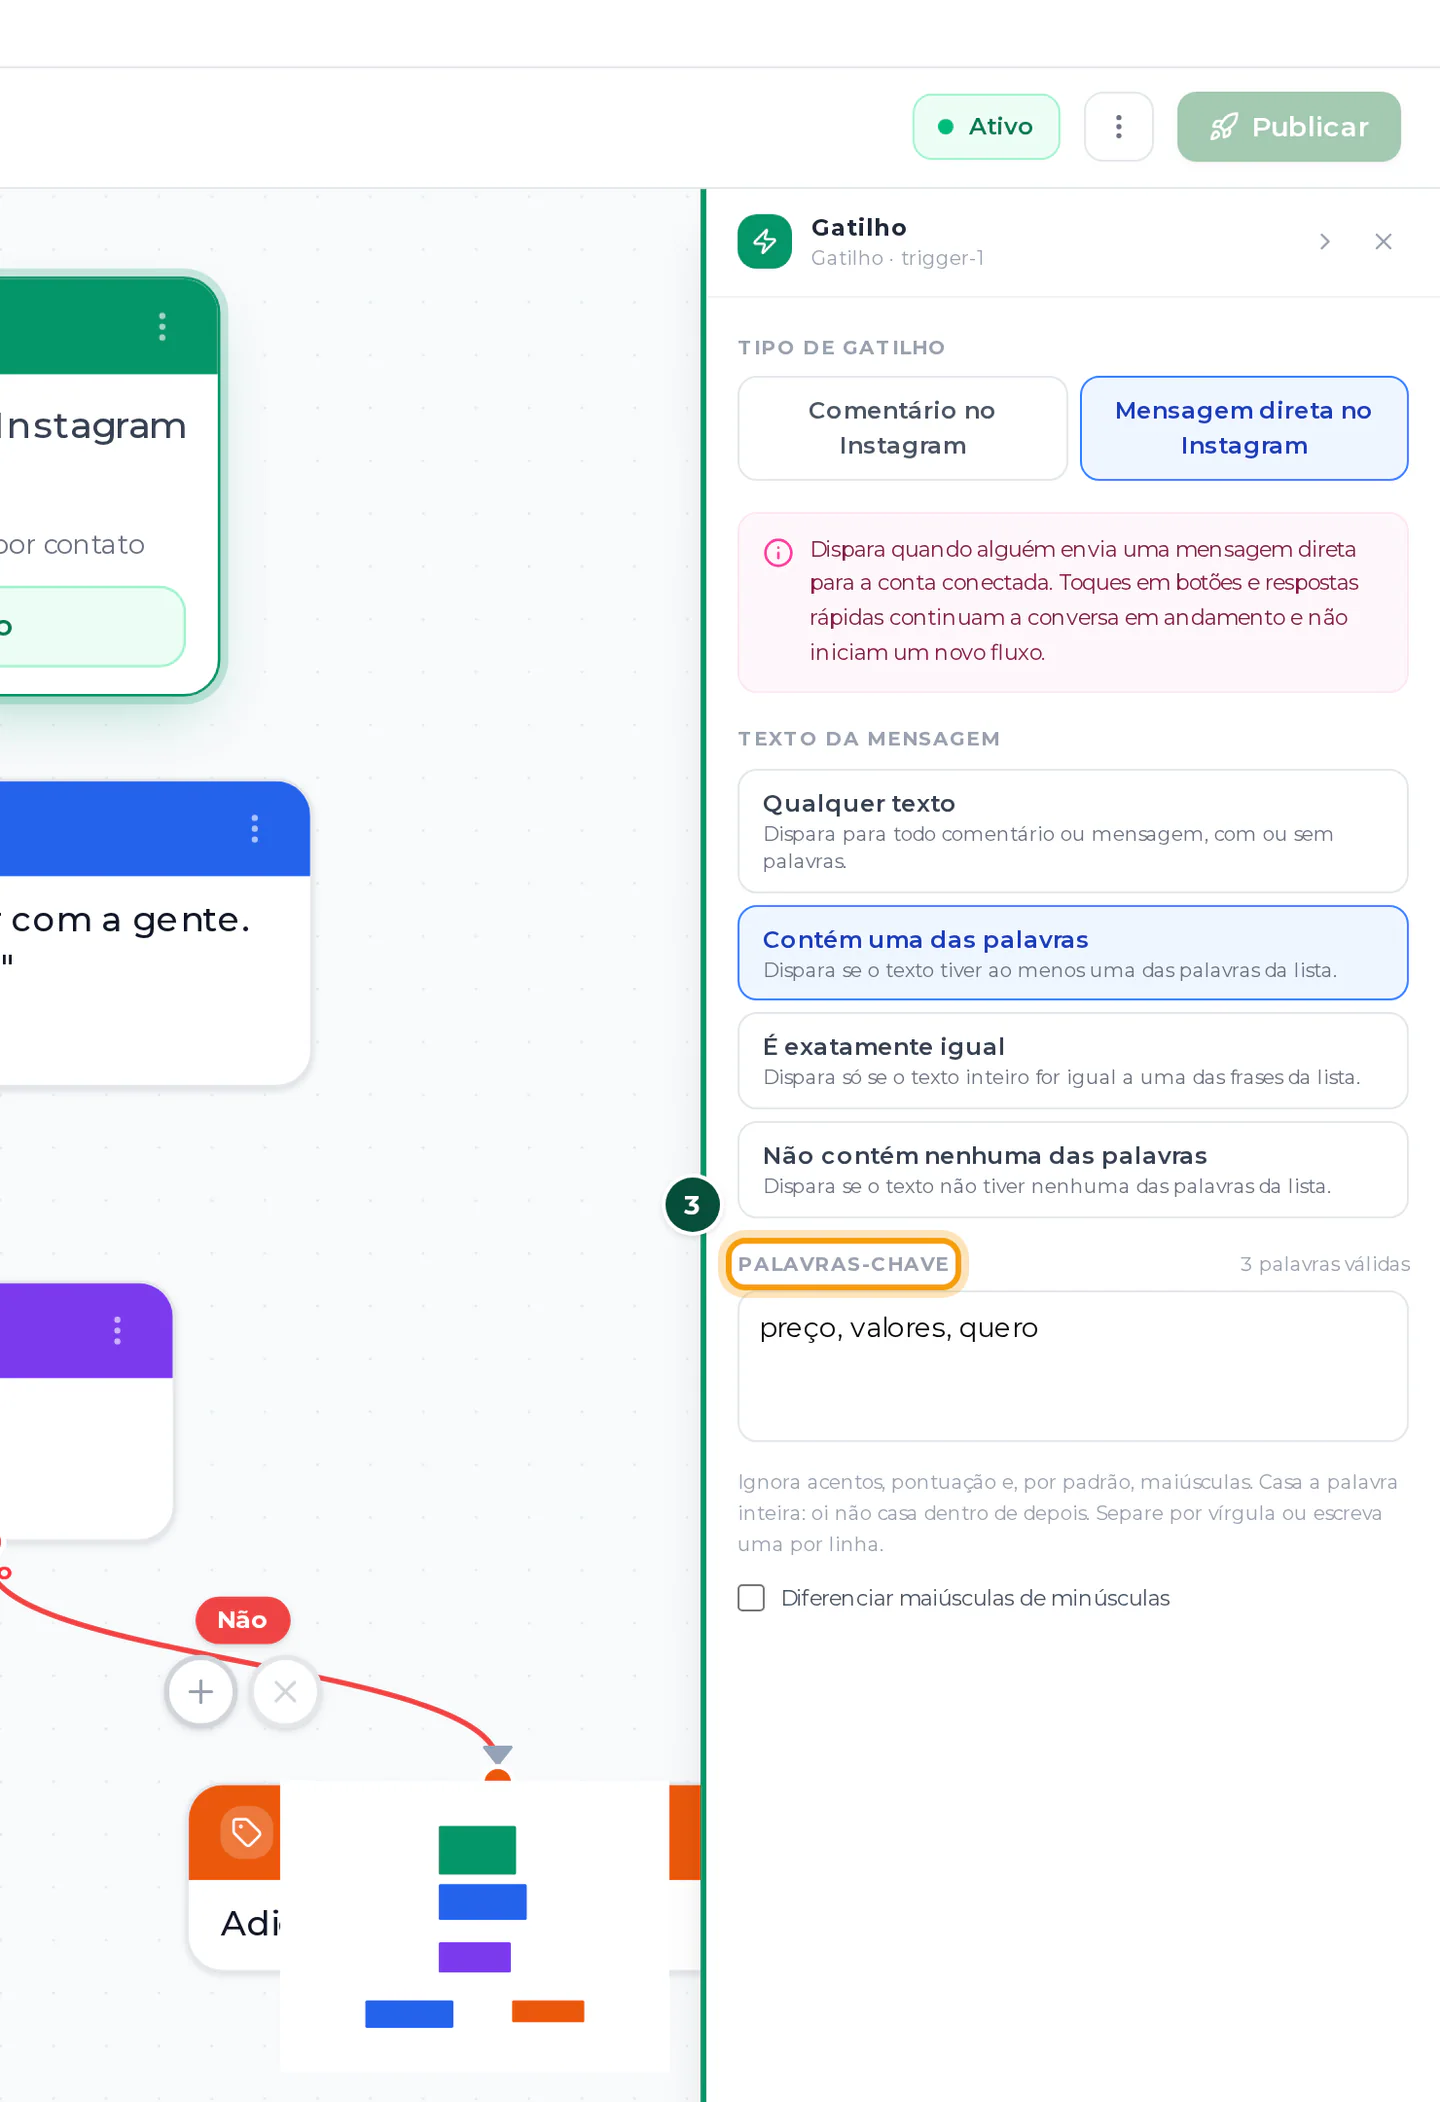 Ativo
Publicar
Gatilho
Gatilho · trigger-1
TIPO DE GATILHO
Comentário no
Instagram
Mensagem direta no
Instagram
Dispara quando alguém envia uma mensagem direta
para a conta conectada. Toques em botões e respostas
rápidas continuam a conversa em andamento e não
iniciam um novo fluxo.
TEXTO DA MENSAGEM
Qualquer texto
Dispara para todo comentário ou mensagem, com ou sem
palavras.
Contém uma das palavras
Dispara se o texto tiver ao menos uma das palavras da lista.
É exatamente igual
Dispara só se o texto inteiro for igual a uma das frases da lista.
Não contém nenhuma das palavras
Dispara se o texto não tiver nenhuma das palavras da lista.
3
PALAVRAS-CHAVE
3 palavras válidas
preço, valores, quero
Ignora acentos, pontuação e, por padrão, maiúsculas. Casa a palavra
inteira: oi não casa dentro de depois. Separe por vírgula ou escreva
uma por linha.
Diferenciar maiúsculas de minúsculas
Instagram
por contato
o
com a gente.
"
Não
Adi